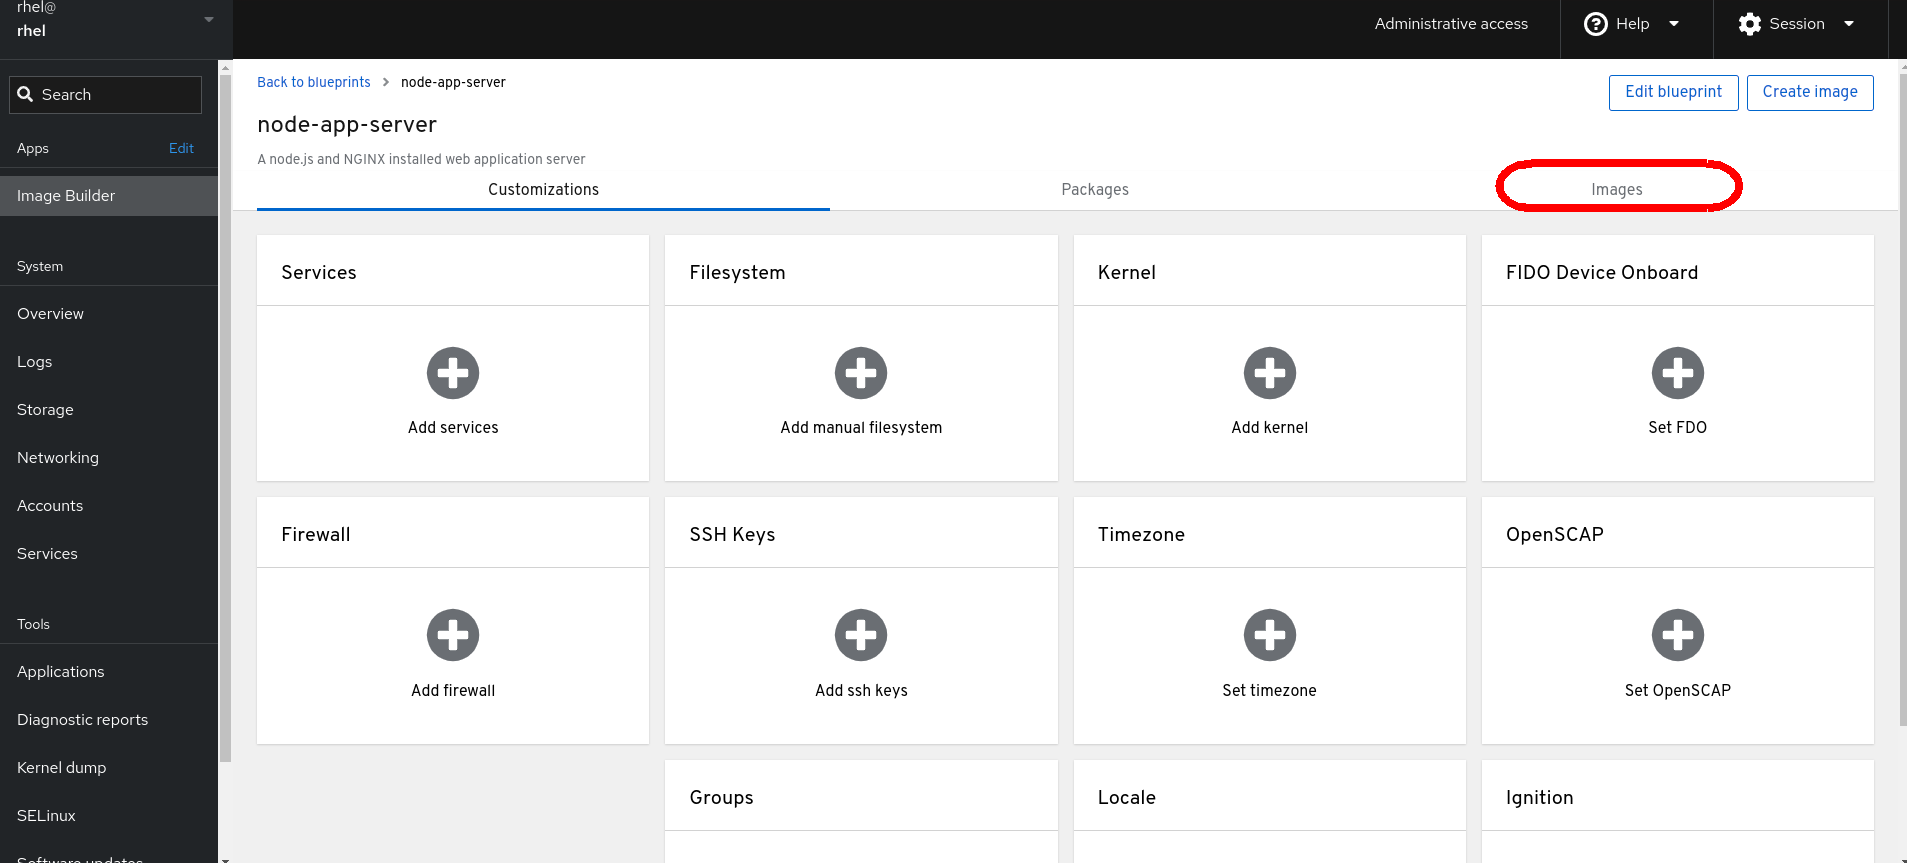 rhel@
rhel
Administrative access
Help
Session
Search
Apps
Edit
Image Builder
System
Overview
Logs
Storage
Networking
Accounts
Services
Tools
Applications
Diagnostic reports
Kernel dump
SELinux
Software updates
Back to blueprints > node-app-server
Edit blueprint
Create image
node-app-server
A node.js and NGINX installed web application server
Customizations
Packages
Images
Services
Filesystem
Kernel
FIDO Device Onboard
Add services
Add manual filesystem
Add kernel
Set FDO
Firewall
SSH Keys
Timezone
OpenSCAP
Add firewall
Add ssh keys
Set timezone
Set OpenSCAP
Groups
Locale
Ignition